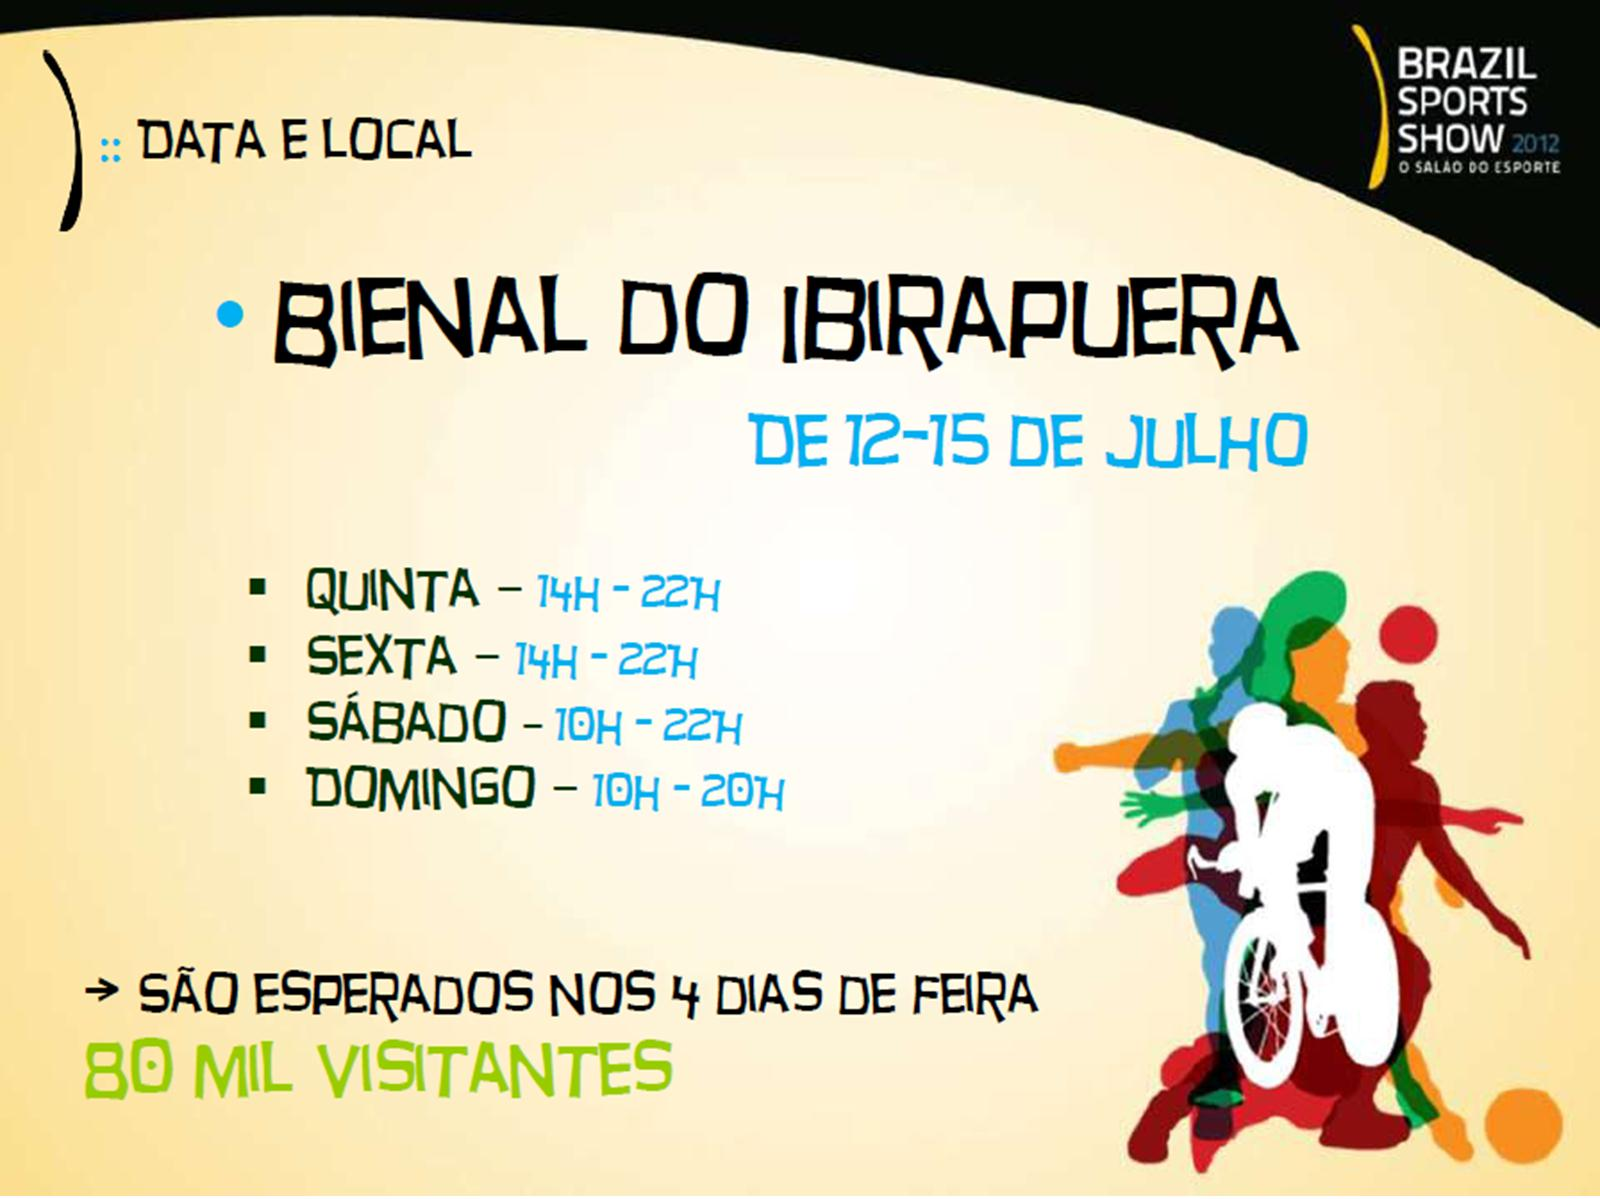 BRAZIL
SPORTS
SHOW 2012
O SALÃO DO ESPORTE
:: DATA E LOCAL
• BIENAL DO IBIRAPUERA
DE 12-15 DE JULHO
▪ QUINTA – 14H - 22H
▪ SEXTA – 14H - 22H
▪ SÁBADO – 10H - 22H
▪ DOMINGO – 10H - 20H
→ SÃO ESPERADOS NOS 4 DIAS DE FEIRA
80 MIL VISITANTES